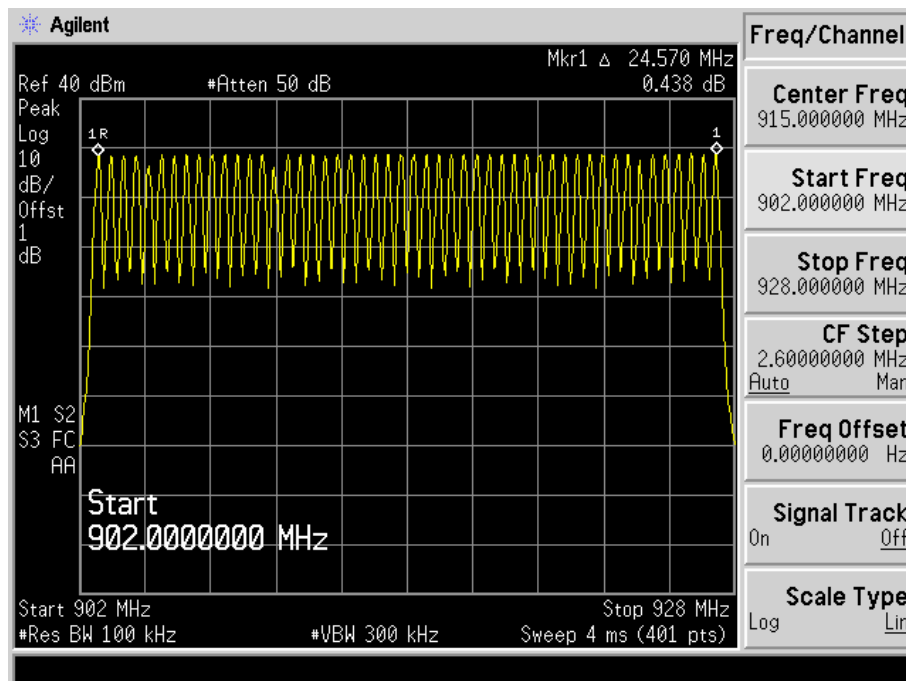 Agilent
Freq/Channel
Mkr1 Δ 24.570 MHz
Ref 40 dBm #Atten 50 dB 0.438 dB
Peak
Log
10
dB/
Offst
1
dB
1R
1
M1 S2
S3 FC
AA
Start
902.0000000 MHz
Start 902 MHz Stop 928 MHz
#Res BW 100 kHz #VBW 300 kHz Sweep 4 ms (401 pts)
Center Freq
915.000000 MHz
Start Freq
902.000000 MHz
Stop Freq
928.000000 MHz
CF Step
2.60000000 MHz
Auto Man
Freq Offset
0.00000000 Hz
Signal Track
On Off
Scale Type
Log Lin